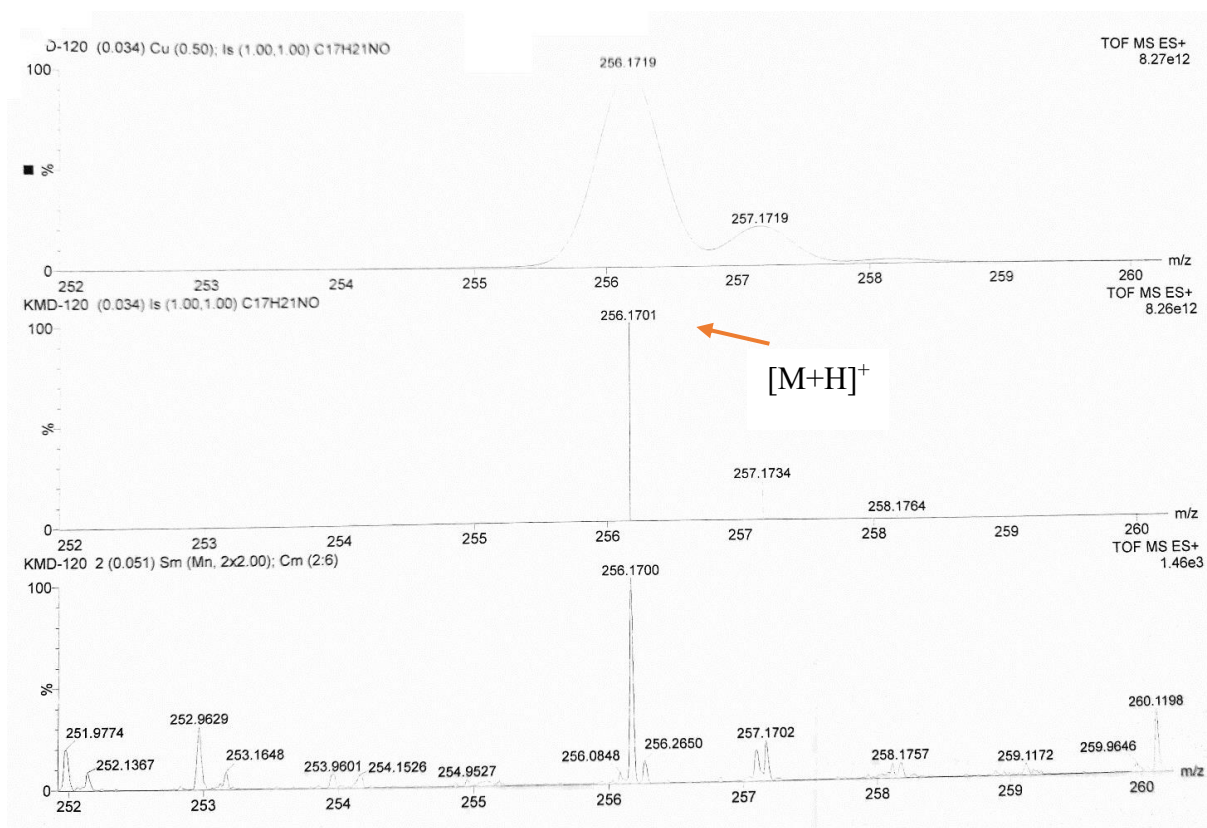 D-120 (0.034) Cu (0.50); Is (1.00,1.00) C17H21NO
TOF MS ES+
8.27e12
100
256.1719
%
257.1719
0
252 253 254 255 256 257 258 259 260 m/z
KMD-120 (0.034) Is (1.00,1.00) C17H21NO
TOF MS ES+
8.26e12
100
256.1701
[M+H]+
%
257.1734
258.1764
0
252 253 254 255 256 257 258 259 260 m/z
KMD-120 2 (0.051) Sm (Mn, 2x2.00); Cm (2:6)
TOF MS ES+
1.46e3
100
256.1700
%
251.9774
252.1367
252.9629
253.1648
253.9601
254.1526
254.9527
256.0848
256.2650
257.1702
258.1757
259.1172
259.9646
260.1198
0
252 253 254 255 256 257 258 259 260 m/z